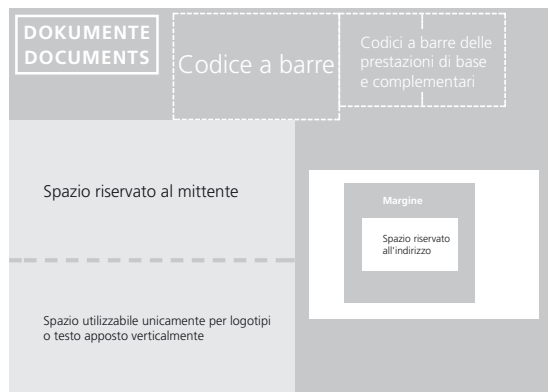 DOKUMENTE
DOCUMENTS
Codice a barre
Codici a barre delle
prestazioni di base
e complementari
Spazio riservato al mittente
Margine
Spazio riservato
all'indirizzo
Spazio utilizzabile unicamente per logotipi
o testo apposto verticalmente